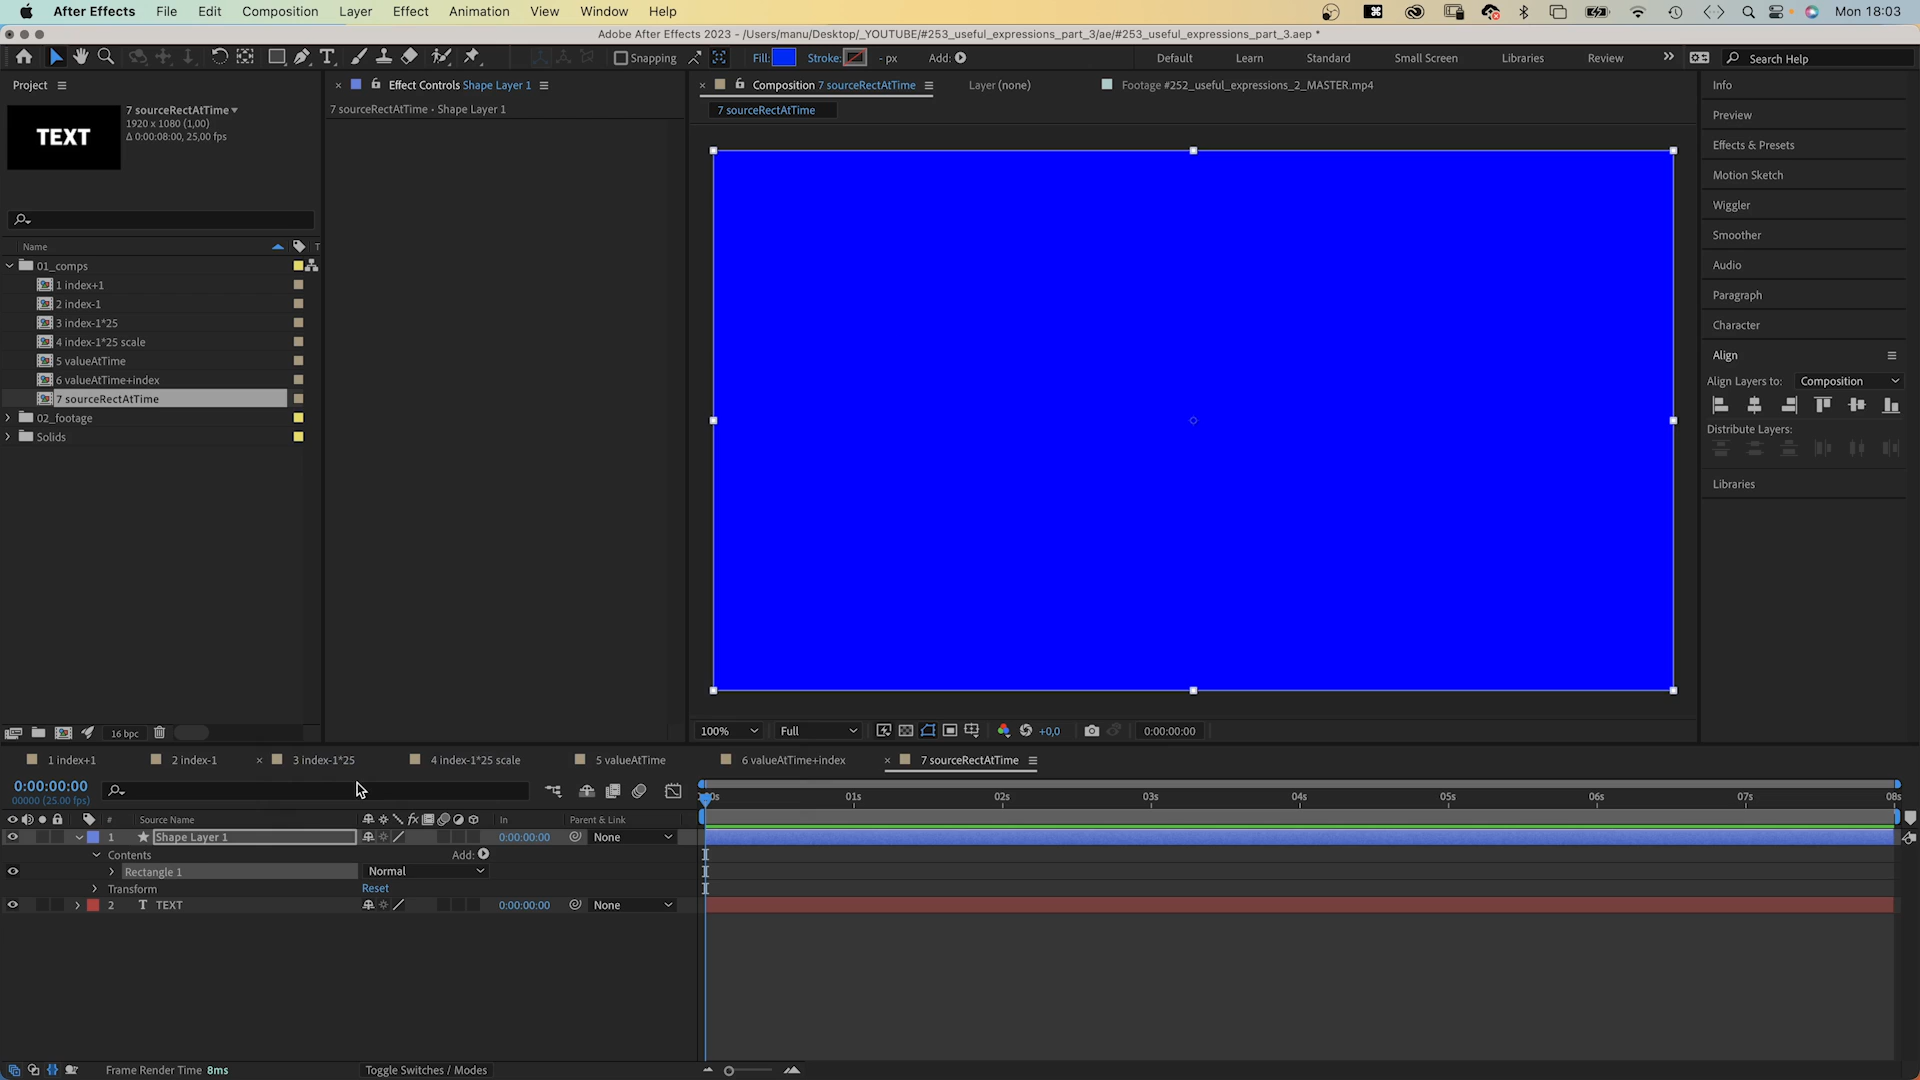 After Effects File Edit Composition Layer Effect Animation View Window Help Mon 18:03
Adobe After Effects 2023 - /Users/manu/Desktop/_YOUTUBE/#253_useful_expressions_part_3/ae/#253_useful_expressions_part_3.aep *
Snapping Fill: Stroke: - px Add: Default Learn Standard Small Screen Libraries Review Search Help
Project
Effect Controls Shape Layer 1
Composition 7 sourceRectAtTime
Layer (none)
Footage #252_useful_expressions_2_MASTER.mp4
Info
TEXT
7 sourceRectAtTime
1920 x 1080 (1,00)
Δ 0:00:08:00, 25,00 fps
7 sourceRectAtTime • Shape Layer 1
7 sourceRectAtTime
Preview
Effects & Presets
Motion Sketch
Wiggler
Smoother
Audio
Paragraph
Character
Align
Align Layers to: Composition
Distribute Layers:
Libraries
Name T
01_comps
1 index+1
2 index-1
3 index-1*25
4 index-1*25 scale
5 valueAtTime
6 valueAtTime+index
7 sourceRectAtTime
02_footage
Solids
16 bpc
100% Full +0,0 0:00:00:00
1 index+1 2 index-1 3 index-1*25 4 index-1*25 scale 5 valueAtTime 6 valueAtTime+index 7 sourceRectAtTime
0:00:00:00
00000 (25.00 fps)
01s 02s 03s 04s 05s 06s 07s 08s
# Source Name fx In Parent & Link
1 Shape Layer 1 0:00:00:00 None
Contents Add:
Rectangle 1 Normal
Transform Reset
2 T TEXT 0:00:00:00 None
Frame Render Time 8ms Toggle Switches / Modes